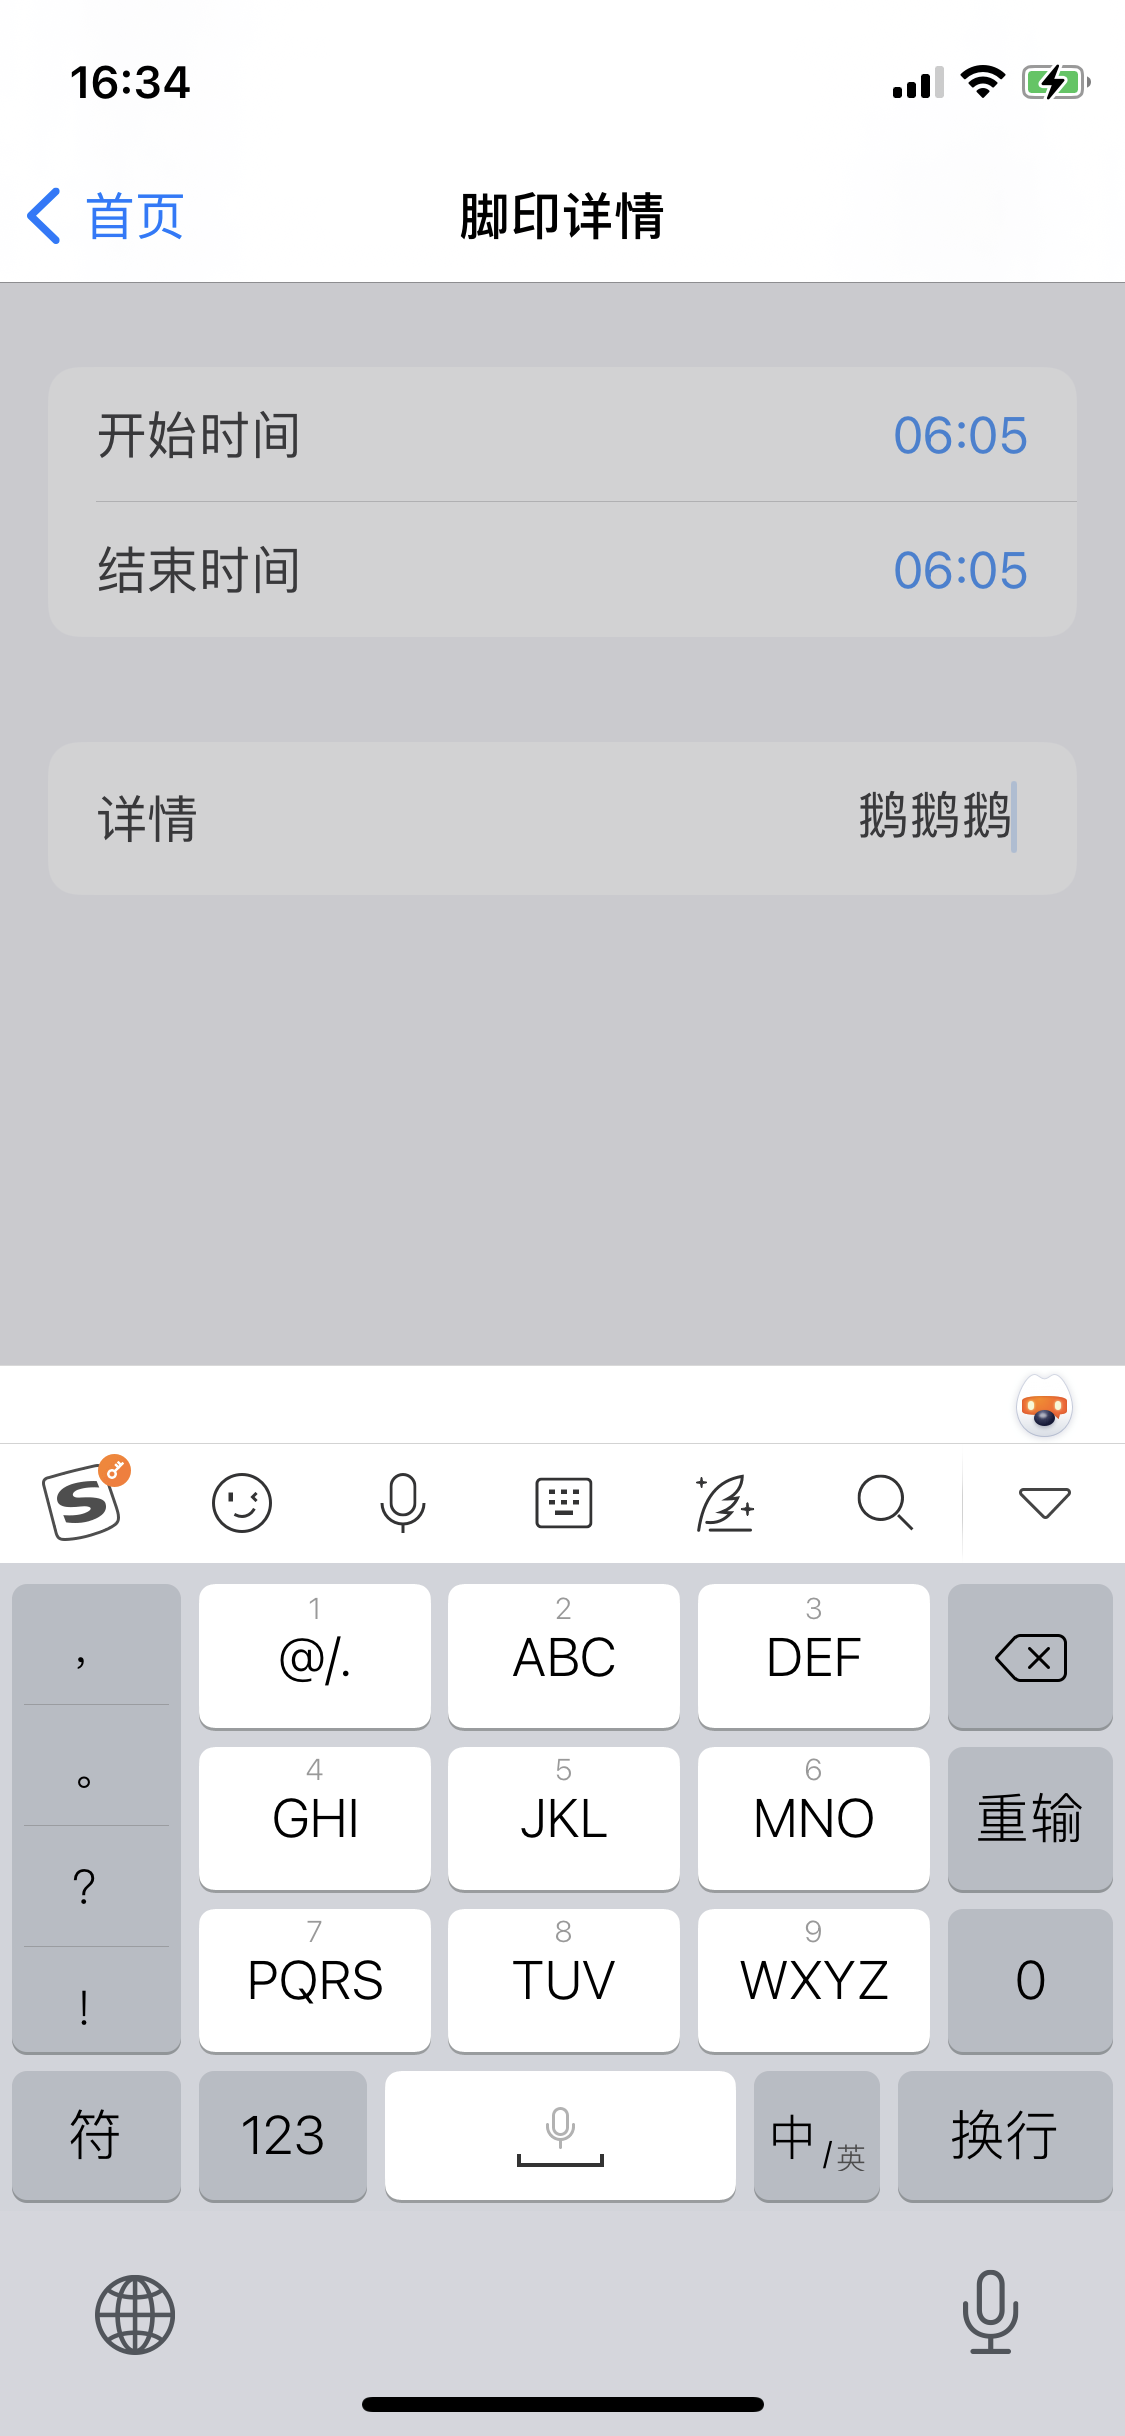 16:34
首页
脚印详情
开始时间 06:05
结束时间 06:05
详情 鹅鹅鹅
S
, 1 @/. 2 ABC 3 DEF
。 4 GHI 5 JKL 6 MNO 重输
? 7 PQRS 8 TUV 9 WXYZ 0
!
符 123 中/英 换行